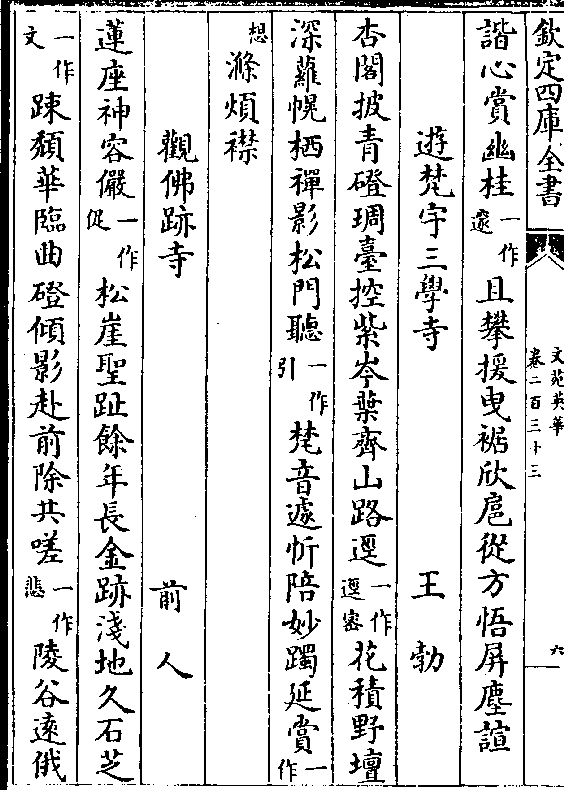 欽定四庫全書
文苑英華
卷二百三十三
六
諧心賞幽桂一作邃且攀援曳裾欣扈從方悟屏塵諠
遊梵宇三學寺 王勃
杏閣披青磴琱臺控紫岑葉齊山路遥一作逕密花積野壇
深蘿幌栖禪影松門聽一作引梵音遽忻陪妙躅延賞一作
想滌煩襟
觀佛跡寺 前人
蓮座神容儼一作促松崖聖趾餘年長金跡淺地久石芝
一作文踈頹華臨曲磴傾影赴前除共嗟一作悲陵谷遠俄